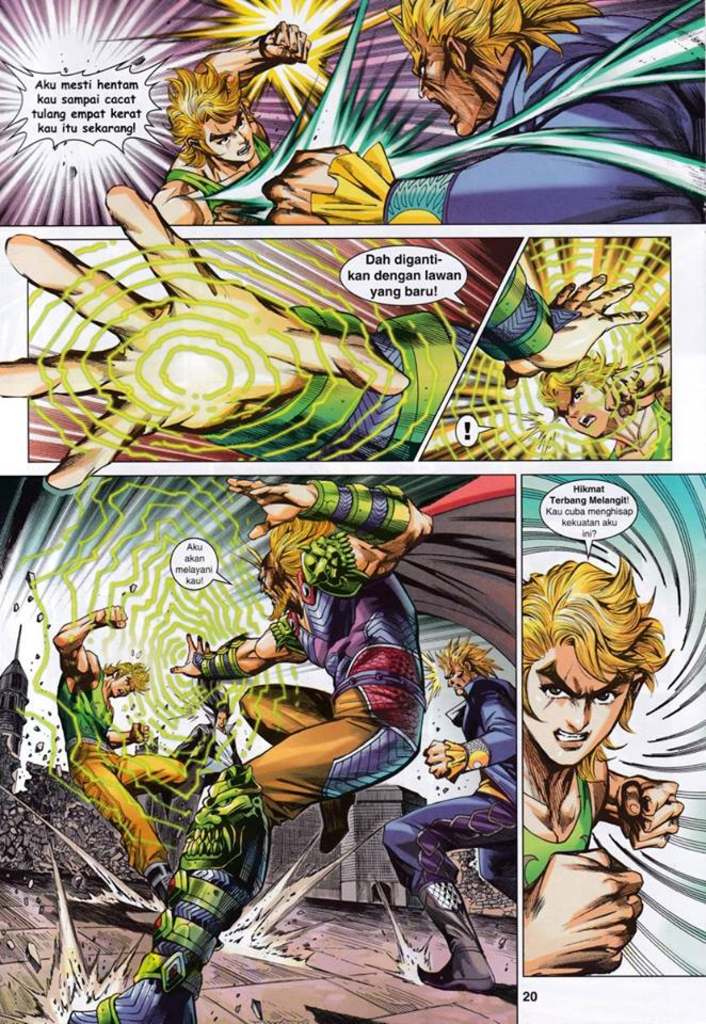 Aku mesti hentam
kau sampai cacat
tulang empat kerat
kau itu sekarang!
Dah diganti-
kan dengan lawan
yang baru!
!
Aku
akan
melayani
kau!
Hikmat
Terbang Melangit!
Kau cuba menghisap
kekuatan aku
ini?
20